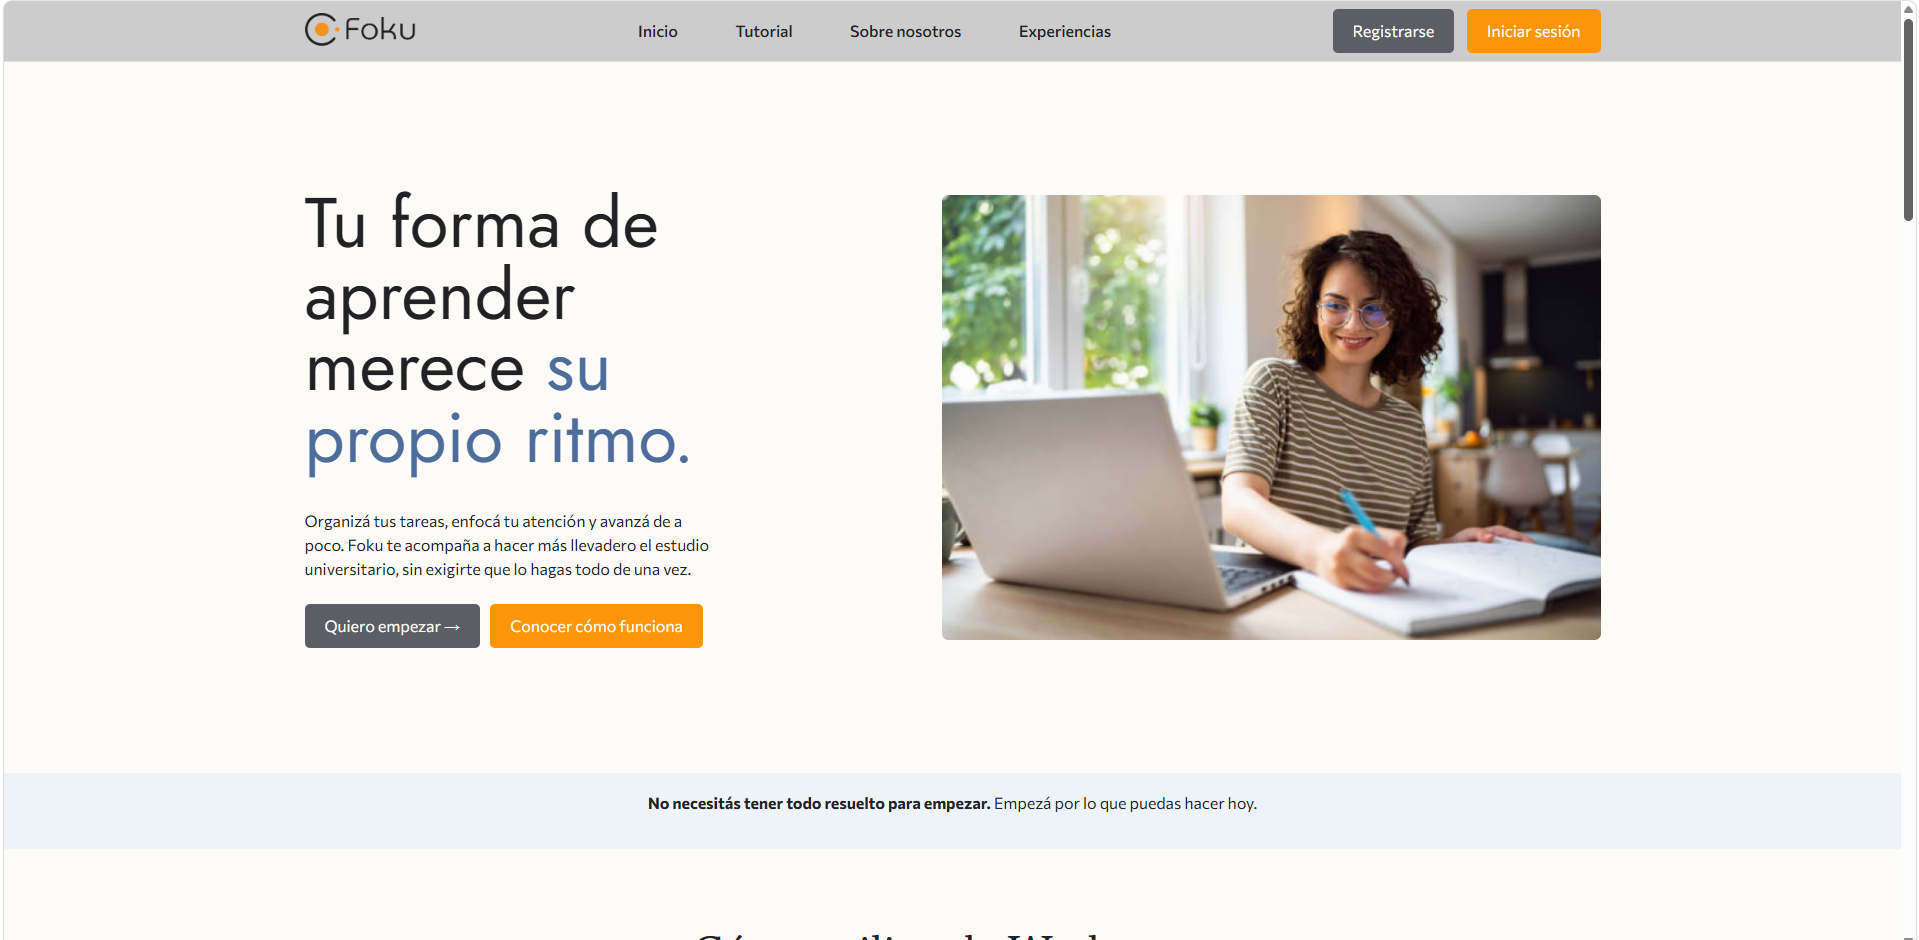 Foku
Inicio
Tutorial
Sobre nosotros
Experiencias
Registrarse
Iniciar sesión
Tu forma de
aprender
merece su
propio ritmo.
Organizá tus tareas, enfocá tu atención y avanzá de a
poco. Foku te acompaña a hacer más llevadero el estudio
universitario, sin exigirte que lo hagas todo de una vez.
Quiero empezar →
Conocer cómo funciona
No necesitás tener todo resuelto para empezar. Empezá por lo que puedas hacer hoy.